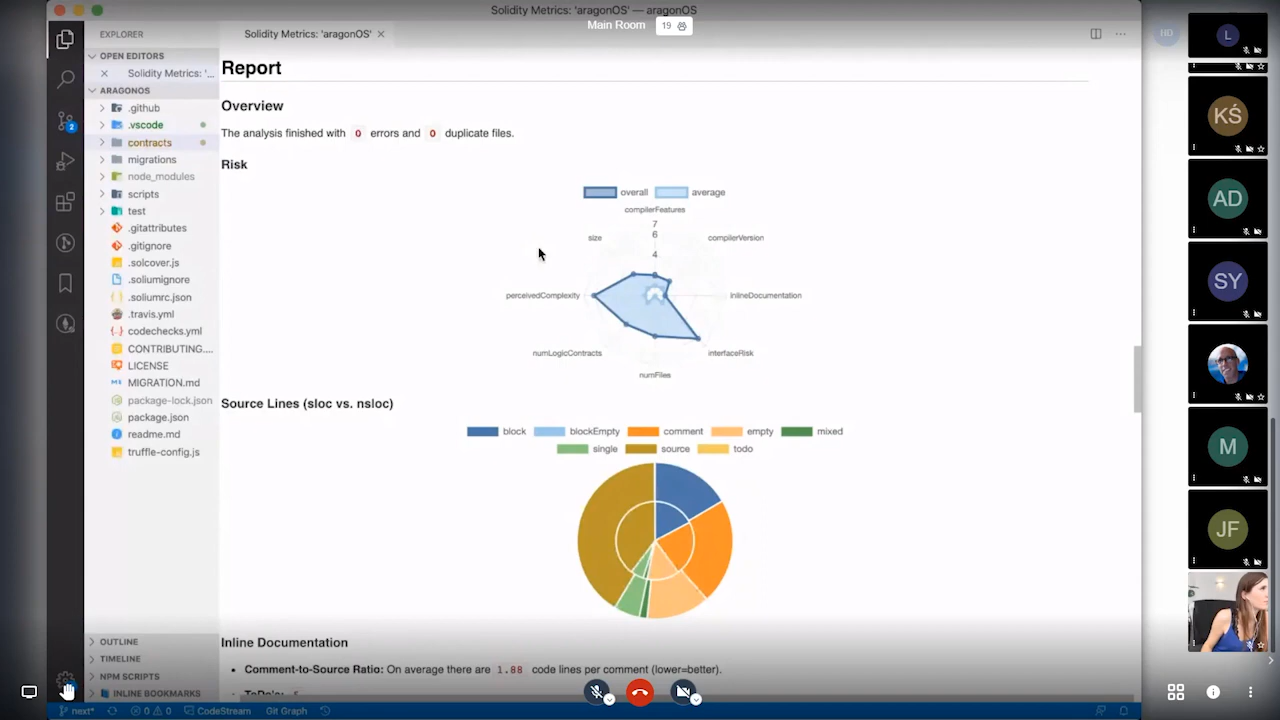 Solidity Metrics: 'aragonOS' — aragonOS
Main Room
19
EXPLORER
Solidity Metrics: 'aragonOS'
OPEN EDITORS
Solidity Metrics: '...
ARAGONOS
.github
.vscode
contracts
migrations
node_modules
scripts
test
.gitattributes
.gitignore
.solcover.js
.soliumignore
.soliumrc.json
.travis.yml
codechecks.yml
CONTRIBUTING....
LICENSE
MIGRATION.md
package-lock.json
package.json
readme.md
truffle-config.js
OUTLINE
TIMELINE
NPM SCRIPTS
INLINE BOOKMARKS
2
Report
Overview
The analysis finished with 0 errors and 0 duplicate files.
Risk
overall average
compilerFeatures
7
6
4
size
compilerVersion
perceivedComplexity
inlineDocumentation
numLogicContracts
interfaceRisk
numFiles
Source Lines (sloc vs. nsloc)
block blockEmpty comment empty mixed
single source todo
Inline Documentation
Comment-to-Source Ratio: On average there are 1.88 code lines per comment (lower=better).
ToDo's: 5
next* 0 0 CodeStream Git Graph
HD
L
KŚ
AD
SY
M
JF